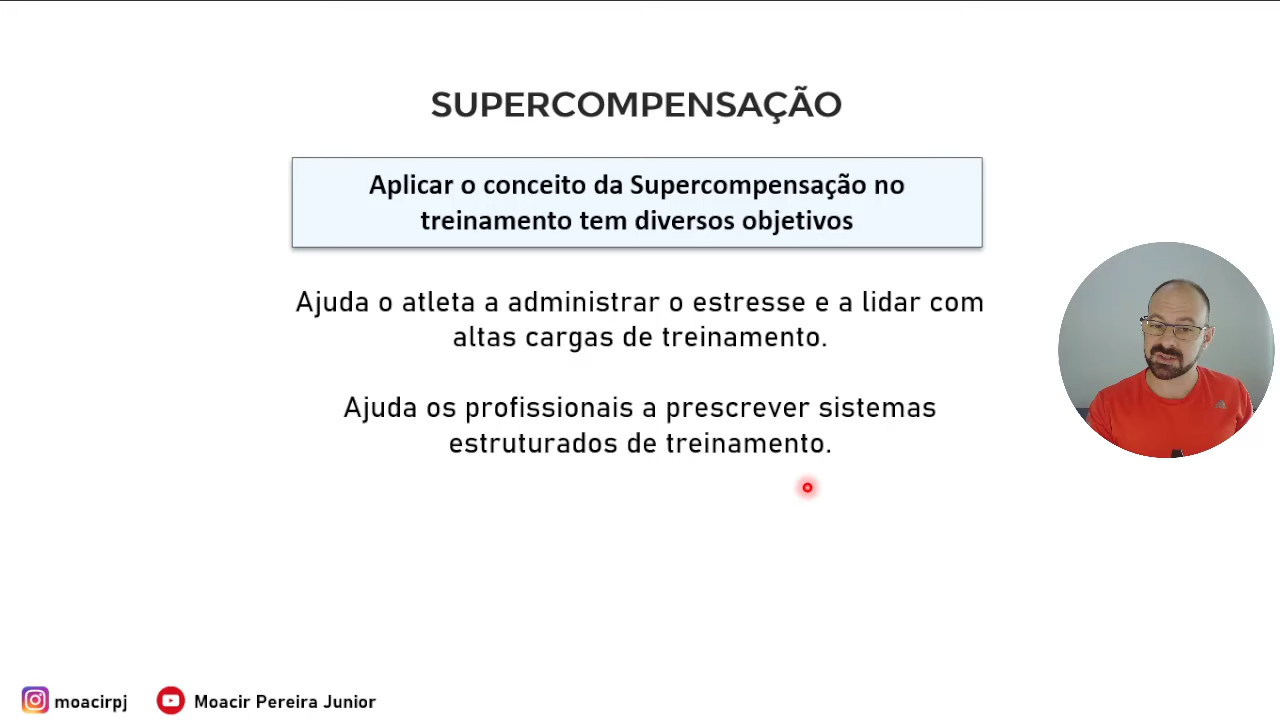 SUPERCOMPENSAÇÃO
Aplicar o conceito da Supercompensação no
treinamento tem diversos objetivos
Ajuda o atleta a administrar o estresse e a lidar com
altas cargas de treinamento.
Ajuda os profissionais a prescrever sistemas
estruturados de treinamento.
moacirpj
Moacir Pereira Junior